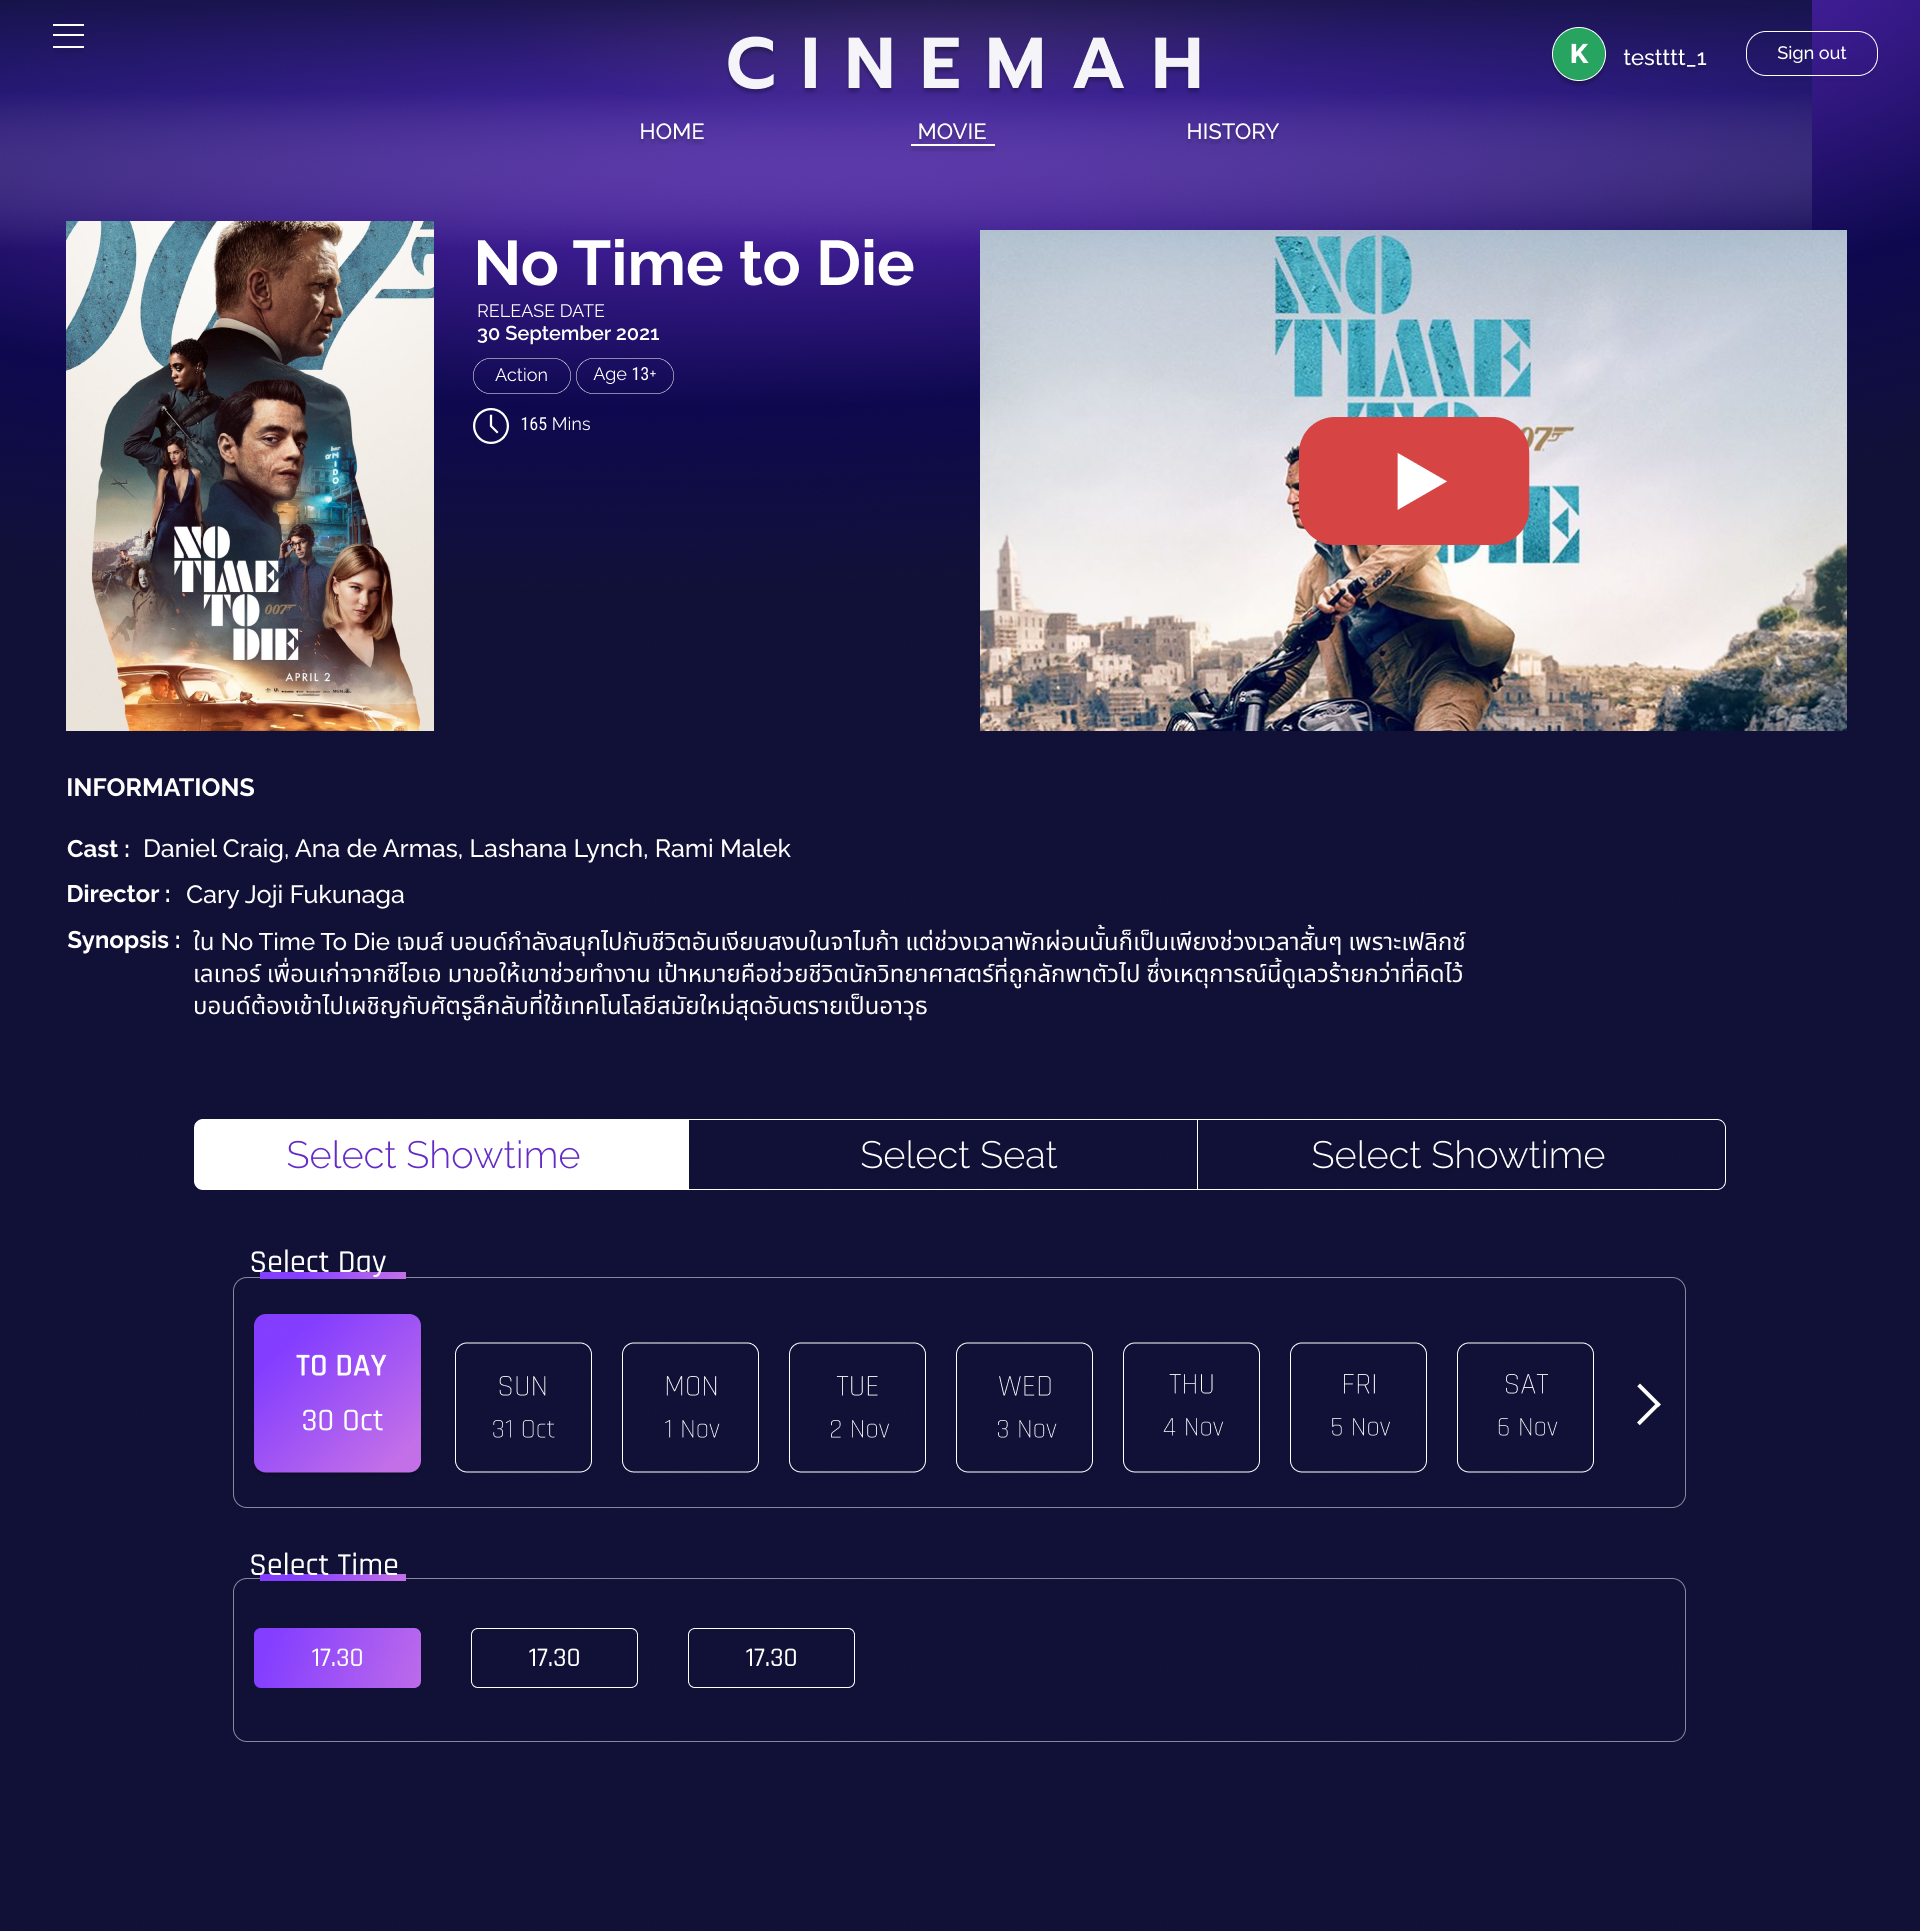 CINEMAH
K
testttt_1
Sign out
HOME
MOVIE
HISTORY
007
NO
TIME
TO
007
DIE
APRIL 2
No Time to Die
RELEASE DATE
30 September 2021
Action
Age 13+
165 Mins
NO
TIME
TO
007
DIE
INFORMATIONS
Cast : Daniel Craig, Ana de Armas, Lashana Lynch, Rami Malek
Director : Cary Joji Fukunaga
Synopsis : ใน No Time To Die เจมส์ บอนด์กำลังสนุกไปกับชีวิตอันเงียบสงบในจาไมก้า แต่ช่วงเวลาพักผ่อนนั้นก็เป็นเพียงช่วงเวลาสั้นๆ เพราะเฟลิกซ์
เลเทอร์ เพื่อนเก่าจากซีไอเอ มาขอให้เขาช่วยทำงาน เป้าหมายคือช่วยชีวิตนักวิทยาศาสตร์ที่ถูกลักพาตัวไป ซึ่งเหตุการณ์นี้ดูเลวร้ายกว่าที่คิดไว้
บอนด์ต้องเข้าไปเผชิญกับศัตรูลึกลับที่ใช้เทคโนโลยีสมัยใหม่สุดอันตรายเป็นอาวุธ
Select Showtime
Select Seat
Select Showtime
Select Day
TO DAY
30 Oct
SUN
31 Oct
MON
1 Nov
TUE
2 Nov
WED
3 Nov
THU
4 Nov
FRI
5 Nov
SAT
6 Nov
Select Time
17.30
17.30
17.30